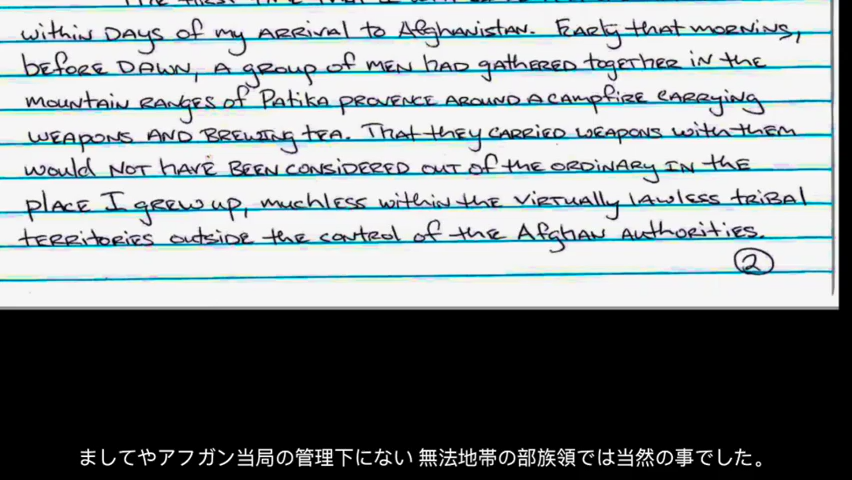 within days of my arrival to Afghanistan. Early that morning,
before dawn, a group of men had gathered together in the
mountain ranges of Patika provence around a campfire carrying
weapons and brewing tea. That they carried weapons with them
would not have been considered out of the ordinary in the
place I grew up, muchless within the virtually lawless tribal
territories outside the control of the Afghan authorities.
2
ましてやアフガン当局の管理下にない 無法地帯の部族領では当然の事でした。